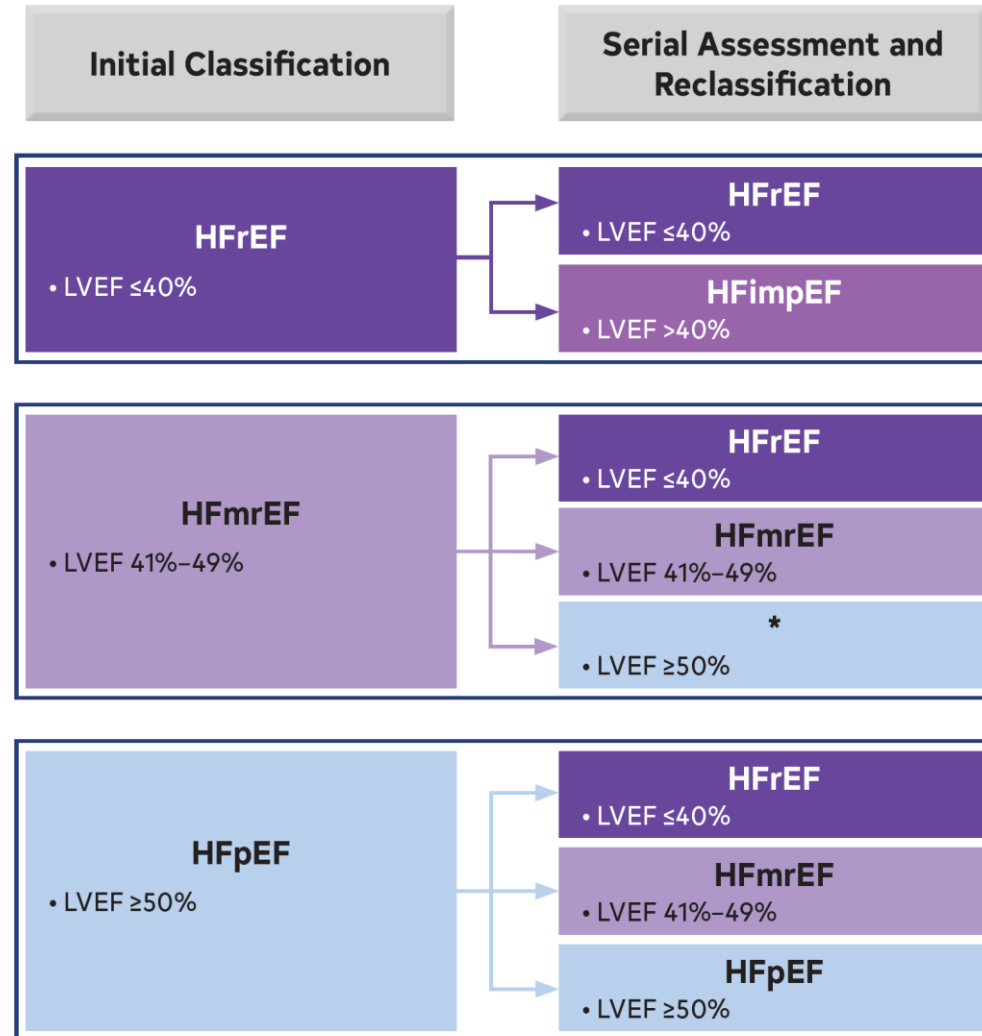 Initial Classification
Serial Assessment and
Reclassification
HFrEF
• LVEF ≤40%
HFrEF
• LVEF ≤40%
HFimpEF
• LVEF >40%
HFmrEF
• LVEF 41%–49%
HFrEF
• LVEF ≤40%
HFmrEF
• LVEF 41%–49%
*
• LVEF ≥50%
HFpEF
• LVEF ≥50%
HFrEF
• LVEF ≤40%
HFmrEF
• LVEF 41%–49%
HFpEF
• LVEF ≥50%